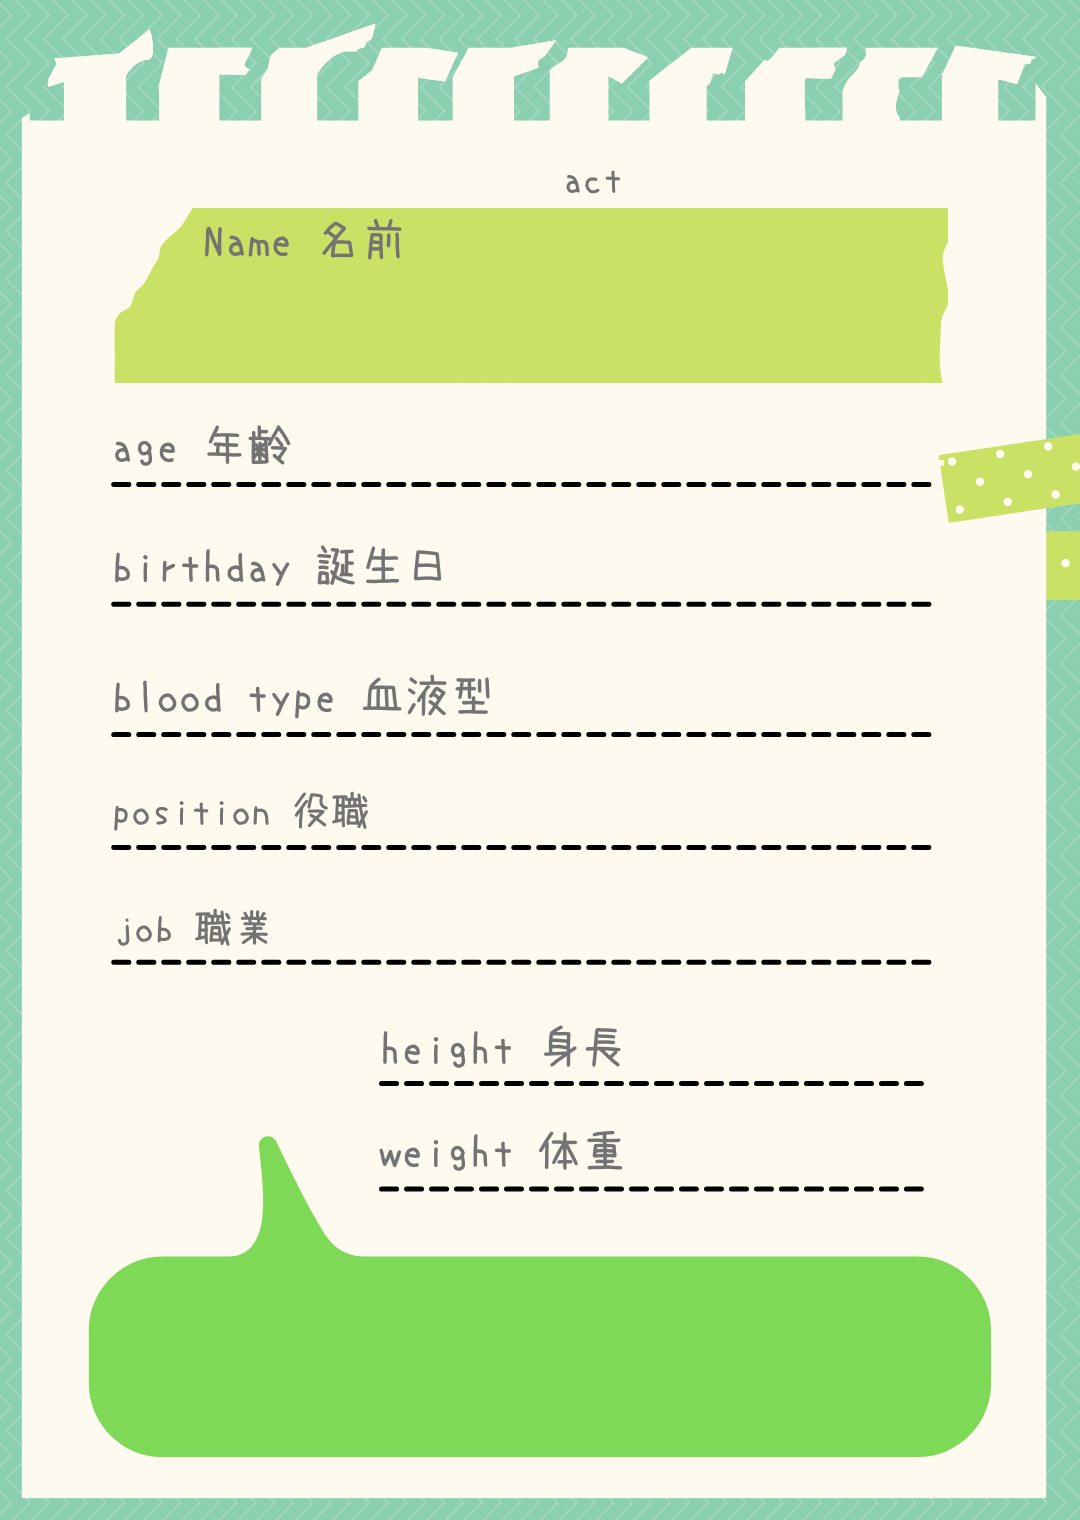 act
Name 名前
age 年齢
birthday 誕生日
blood type 血液型
position 役職
job 職業
height 身長
weight 体重